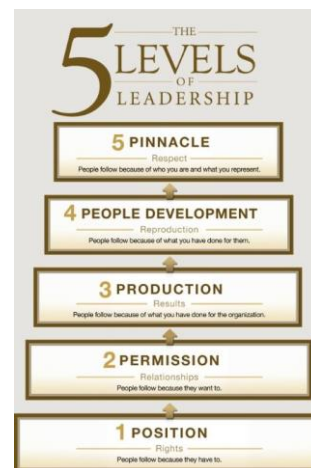 THE
5 LEVELS
OF
LEADERSHIP
5 PINNACLE
Respect
People follow because of who you are and what you represent.
4 PEOPLE DEVELOPMENT
Reproduction
People follow because of what you have done for them.
3 PRODUCTION
Results
People follow because of what you have done for the organization.
2 PERMISSION
Relationships
People follow because they want to.
1 POSITION
Rights
People follow because they have to.